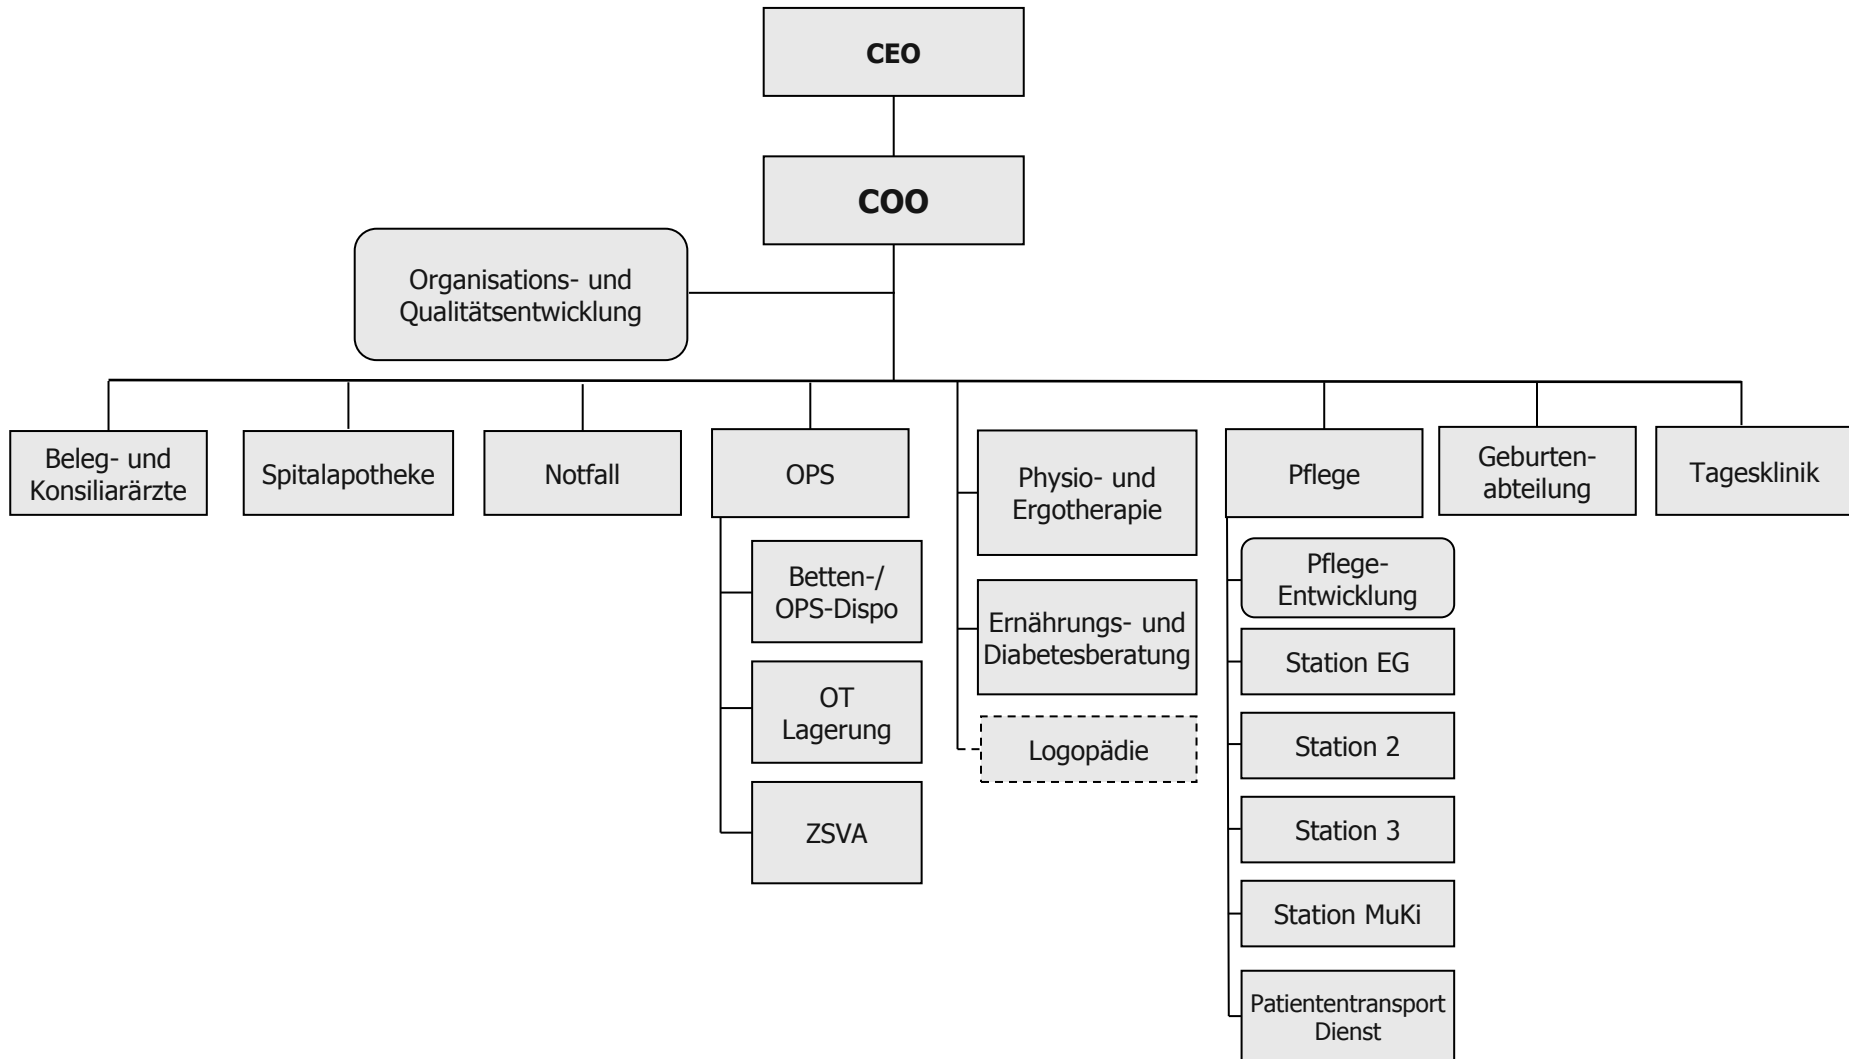 CEO
COO
Organisations- und
Qualitätsentwicklung
Beleg- und
Konsiliarärzte
Spitalapotheke
Notfall
OPS
Betten-/
OPS-Dispo
OT
Lagerung
ZSVA
Physio- und
Ergotherapie
Ernährungs- und
Diabetesberatung
Logopädie
Pflege
Pflege-
Entwicklung
Station EG
Station 2
Station 3
Station MuKi
Patiententransport
Dienst
Geburten-
abteilung
Tagesklinik